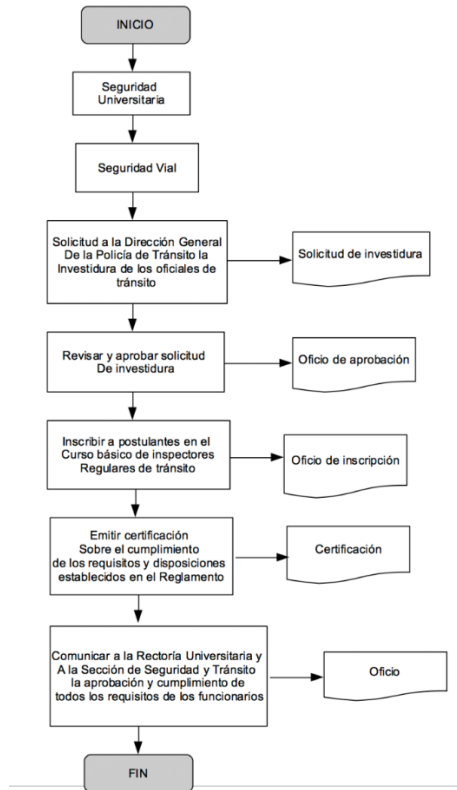 INICIO
Seguridad
Universitaria
Seguridad Vial
Solicitud a la Dirección General
De la Policía de Tránsito la
Investidura de los oficiales de
tránsito
Solicitud de investidura
Revisar y aprobar solicitud
De investidura
Oficio de aprobación
Inscribir a postulantes en el
Curso básico de inspectores
Regulares de tránsito
Oficio de inscripción
Emitir certificación
Sobre el cumplimiento
de los requisitos y disposiciones
establecidos en el Reglamento
Certificación
Comunicar a la Rectoría Universitaria y
A la Sección de Seguridad y Tránsito
la aprobación y cumplimiento de
todos los requisitos de los funcionarios
Oficio
FIN